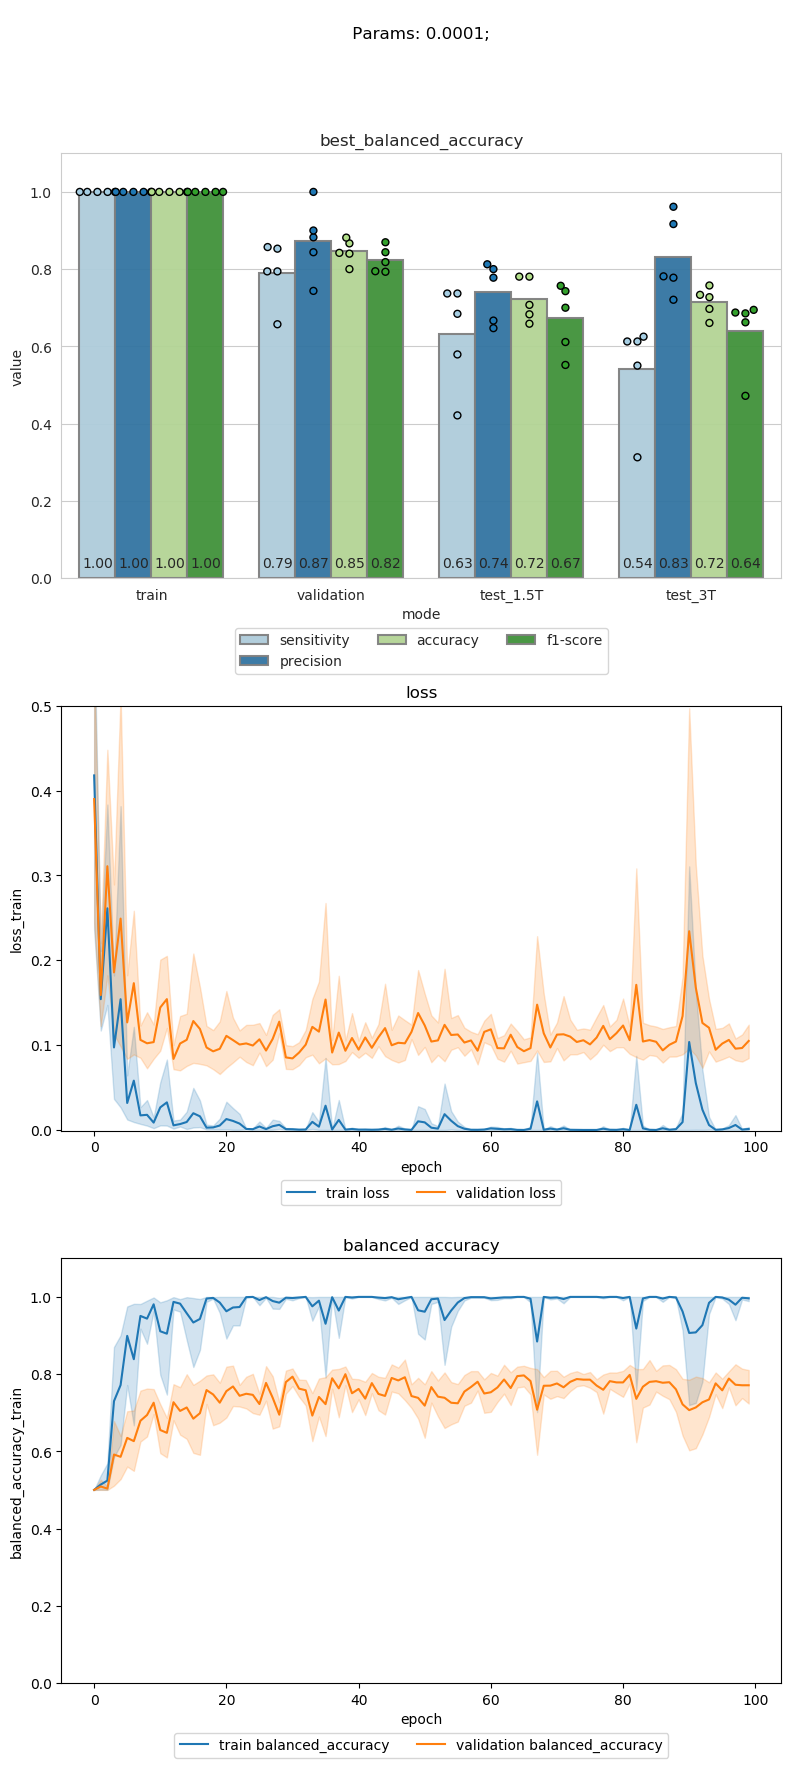 Params: 0.0001;
best_balanced_accuracy
1.0
0.8
0.6
0.4
0.2
0.0
value
1.00 1.00 1.00 1.00 0.79 0.87 0.85 0.82 0.63 0.74 0.72 0.67 0.54 0.83 0.72 0.64
train validation test_1.5T test_3T
mode
sensitivity accuracy f1-score
precision
loss
0.5
0.4
0.3
0.2
0.1
0.0
loss_train
0 20 40 60 80 100
epoch
train loss validation loss
balanced accuracy
1.0
0.8
0.6
0.4
0.2
0.0
balanced_accuracy_train
0 20 40 60 80 100
epoch
train balanced_accuracy validation balanced_accuracy